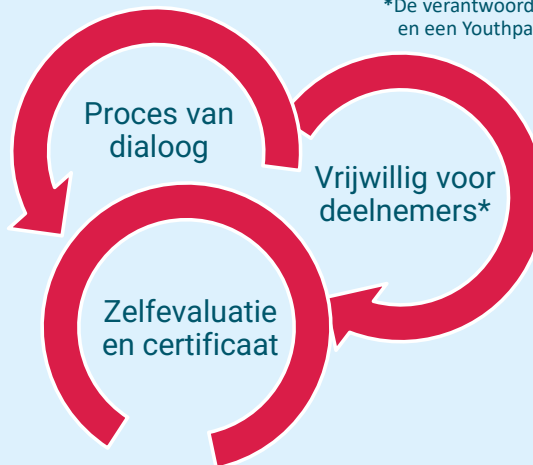 *De verantwoord
en een Youthpa
Proces van
dialoog
Vrijwillig voor
deelnemers*
Zelfevaluatie
en certificaat